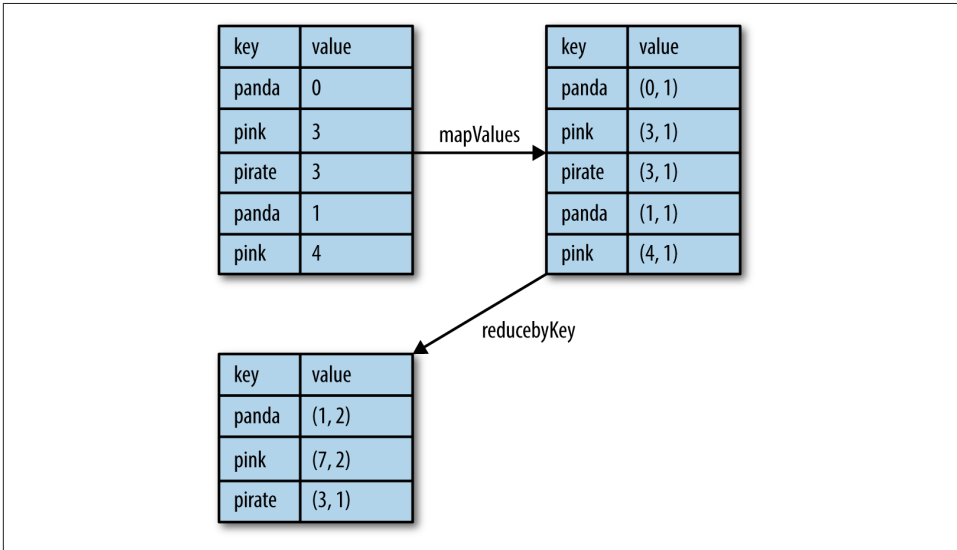 key value
panda 0
pink 3
pirate 3
panda 1
pink 4
mapValues
key value
panda (0, 1)
pink (3, 1)
pirate (3, 1)
panda (1, 1)
pink (4, 1)
reducebyKey
key value
panda (1, 2)
pink (7, 2)
pirate (3, 1)